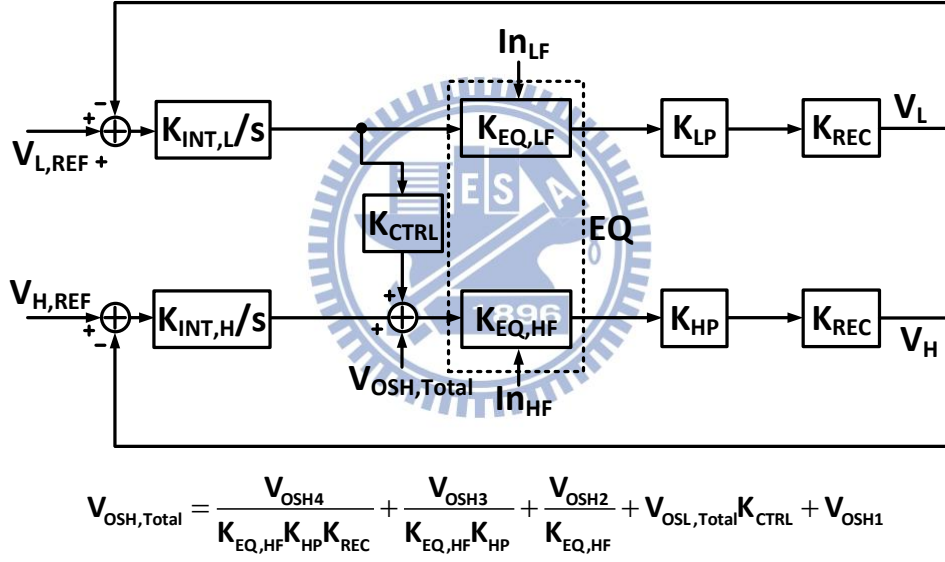 In_LF
V_L
K_INT,L/s
K_EQ,LF
K_LP
K_REC
V_L,REF
E S A
K_CTRL
EQ
V_H,REF
K_INT,H/s
1896
K_EQ,HF
K_HP
K_REC
V_H
V_OSH,Total
In_HF
V_OSH,Total = V_OSH4 / (K_EQ,HF K_HP K_REC) + V_OSH3 / (K_EQ,HF K_HP) + V_OSH2 / K_EQ,HF + V_OSL,Total K_CTRL + V_OSH1